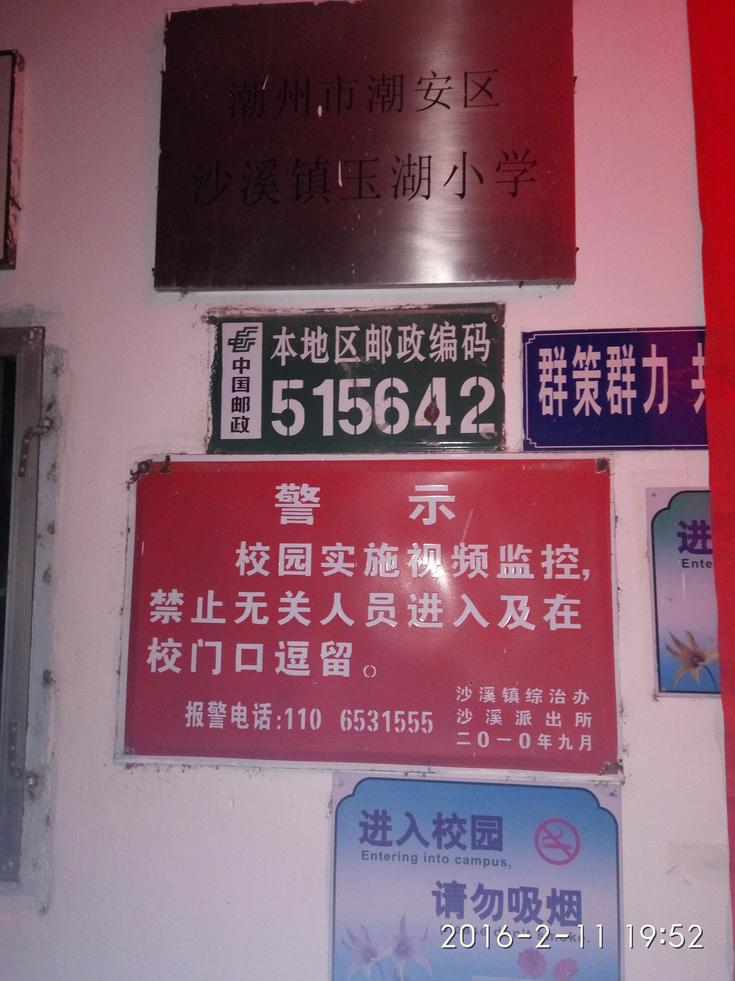 潮州市潮安区
沙溪镇玉湖小学
中国邮政
本地区邮政编码
515642
群策群力
警 示
校园实施视频监控,
禁止无关人员进入及在
校门口逗留。
报警电话:110 6531555
沙溪镇综治办
沙溪派出所
二0一0年九月
进
Ente
进入校园
Entering into campus,
请勿吸烟
2016-2-11 19:52